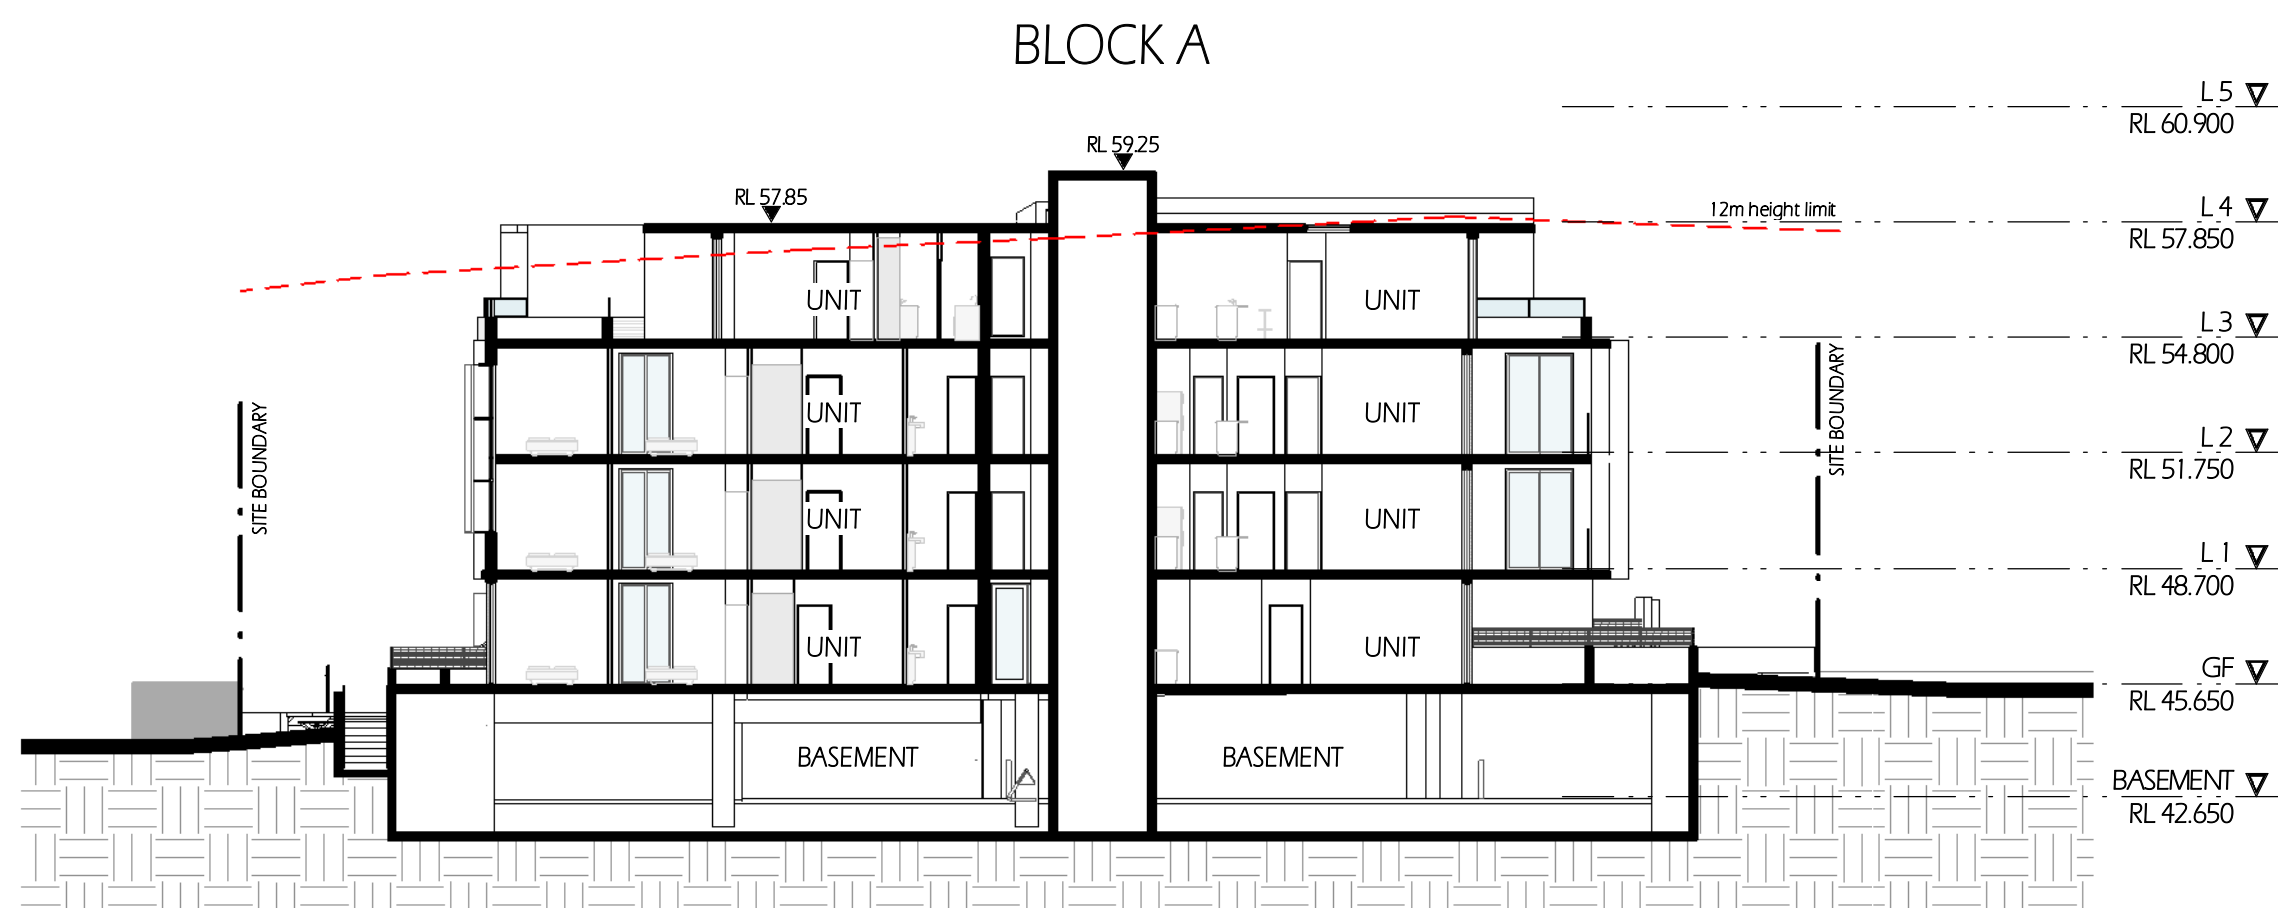 BLOCK A
L 5
RL 60.900
RL 59.25
RL 57.85
12m height limit
L 4
RL 57.850
UNIT
UNIT
L 3
RL 54.800
SITE BOUNDARY
SITE BOUNDARY
UNIT
UNIT
L 2
RL 51.750
UNIT
UNIT
L 1
RL 48.700
UNIT
UNIT
GF
RL 45.650
BASEMENT
BASEMENT
BASEMENT
RL 42.650